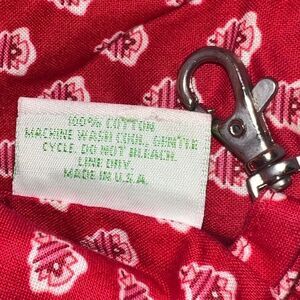 100% COTTON
MACHINE WASH COOL, GENTLE
CYCLE. DO NOT BLEACH.
LINE DRY.
MADE IN U.S.A.